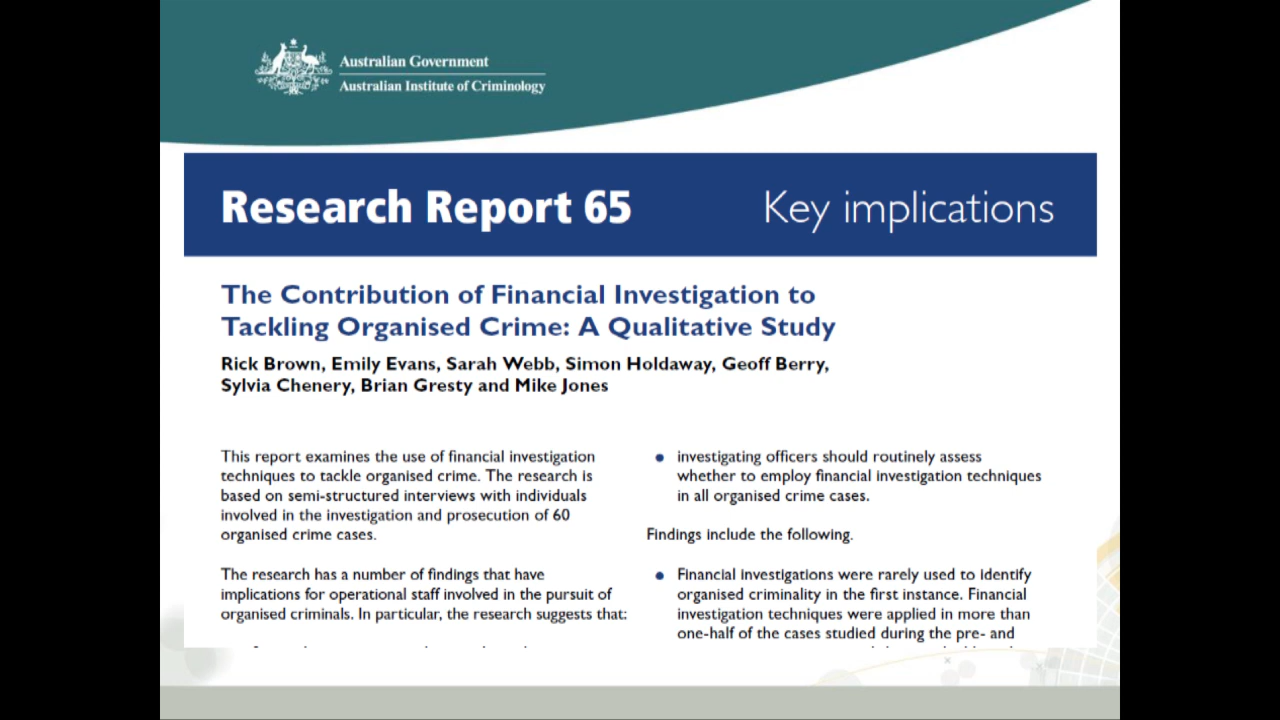 Australian Government
Australian Institute of Criminology
Research Report 65
Key implications
The Contribution of Financial Investigation to
Tackling Organised Crime: A Qualitative Study
Rick Brown, Emily Evans, Sarah Webb, Simon Holdaway, Geoff Berry,
Sylvia Chenery, Brian Gresty and Mike Jones
This report examines the use of financial investigation
techniques to tackle organised crime. The research is
based on semi-structured interviews with individuals
involved in the investigation and prosecution of 60
organised crime cases.
The research has a number of findings that have
implications for operational staff involved in the pursuit of
organised criminals. In particular, the research suggests that:
● investigating officers should routinely assess
whether to employ financial investigation techniques
in all organised crime cases.
Findings include the following.
● Financial investigations were rarely used to identify
organised criminality in the first instance. Financial
investigation techniques were applied in more than
one-half of the cases studied during the pre- and